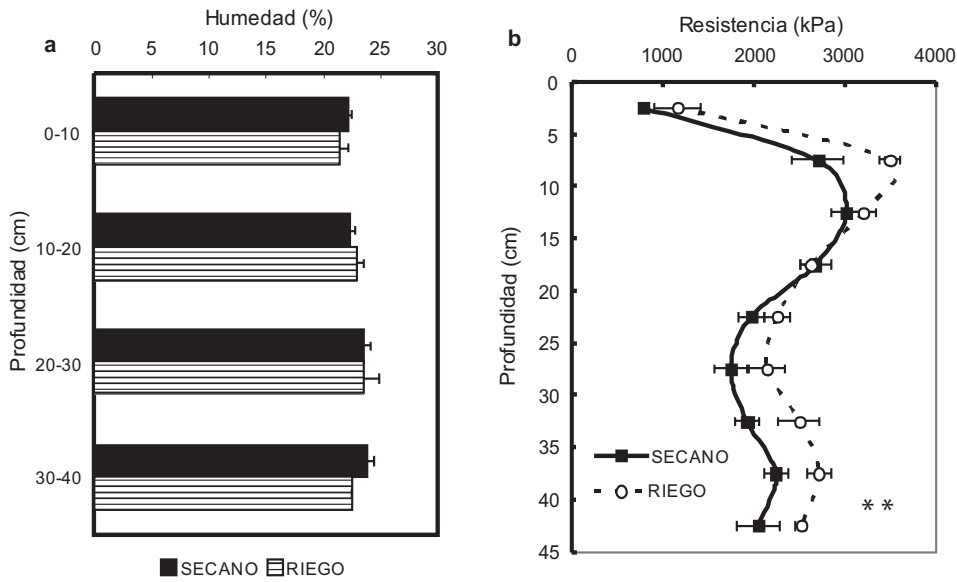 a
Humedad (%)
0 5 10 15 20 25 30
Profundidad (cm)
0-10
10-20
20-30
30-40
SECANO RIEGO
b
Resistencia (kPa)
0 1000 2000 3000 4000
Profundidad (cm)
0
5
10
15
20
25
30
35
40
45
SECANO
RIEGO
**